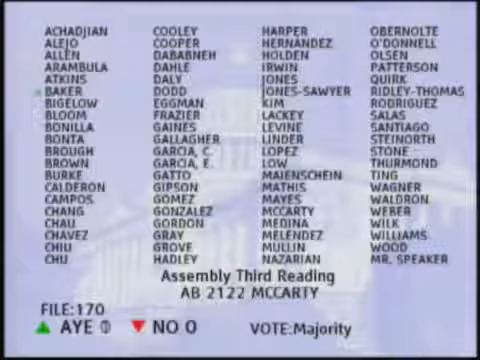 ACHADJIAN COOLEY HARPER OBERNOLTE
ALEJO COOPER HERNÁNDEZ O'DONNELL
ALLEN DABABNEH HOLDEN OLSEN
ARAMBULA DAHLE IRWIN PATTERSON
ATKINS DALY JONES QUIRK
BAKER DODD JONES-SAWYER RIDLEY-THOMAS
BIGELOW EGGMAN KIM RODRIGUEZ
BLOOM FRAZIER LACKEY SALAS
BONILLA GAINES LEVINE SANTIAGO
BONTA GALLAGHER LINDER STEINORTH
BROUGH GARCIA, C. LOPEZ STONE
BROWN GARCIA, E. LOW THURMOND
BURKE GATTO MAIENSCHEIN TING
CALDERON GIPSON MATHIS WAGNER
CAMPOS GOMEZ MAYES WALDRON
CHANG GONZALEZ MCCARTY WEBER
CHAU GORDON MEDINA WILK
CHÁVEZ GRAY MELENDEZ WILLIAMS
CHIU GROVE MULLIN WOOD
CHU HADLEY NAZARIAN MR. SPEAKER
Assembly Third Reading
AB 2122 MCCARTY
FILE:170
AYE NO 0 VOTE:Majority